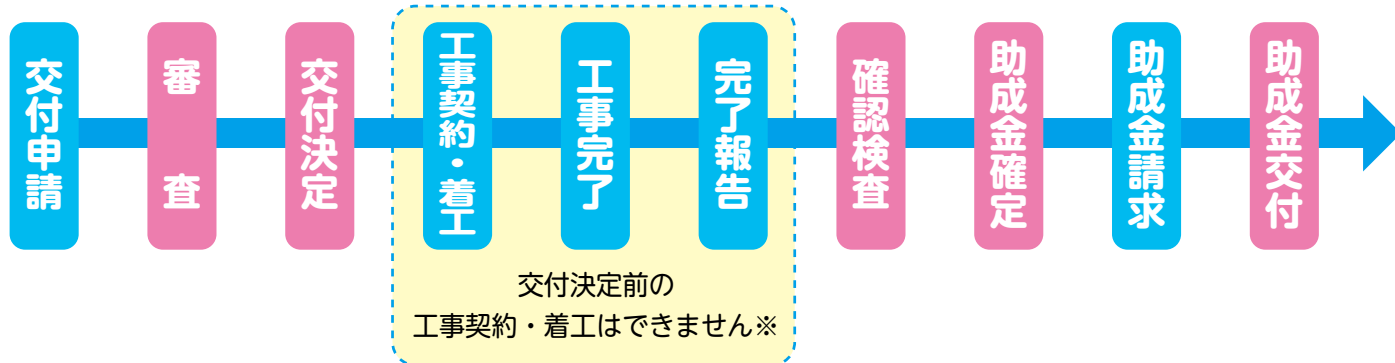 交付申請
審査
交付決定
工事契約・着工
工事完了
完了報告
確認検査
助成金確定
助成金請求
助成金交付
交付決定前の
工事契約・着工はできません※